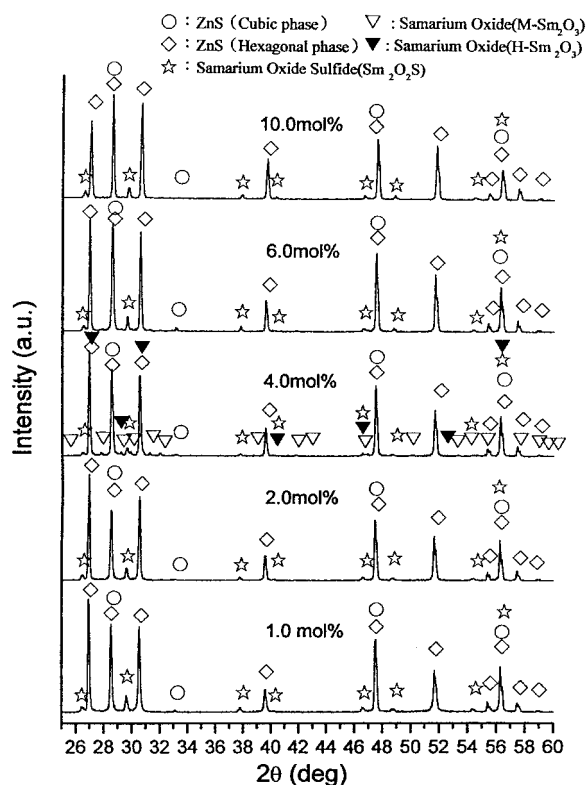 ○ : ZnS (Cubic phase) ▽ : Samarium Oxide(M-Sm₂O₃)
◇ : ZnS (Hexagonal phase) ▼ : Samarium Oxide(H-Sm₂O₃)
☆ : Samarium Oxide Sulfide(Sm₂O₂S)
10.0mol%
6.0mol%
4.0mol%
2.0mol%
1.0 mol%
Intensity (a.u.)
26 28 30 32 34 36 38 40 42 44 46 48 50 52 54 56 58 60
2θ (deg)